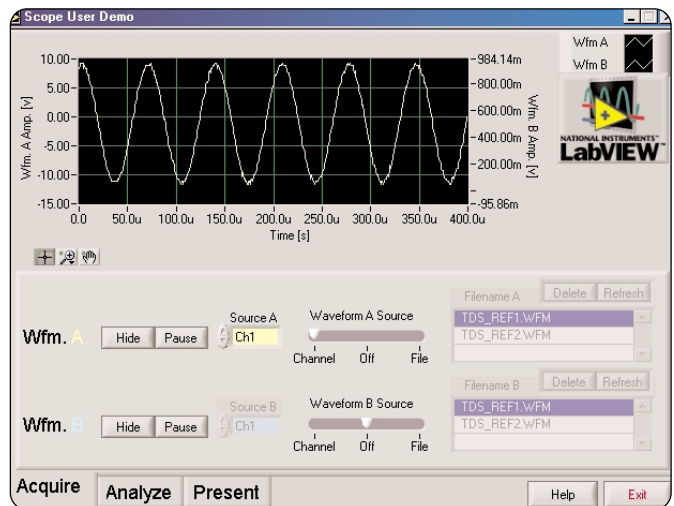 Scope User Demo
Wfm A
Wfm B
10.00
5.00
0.00
-5.00
-10.00
-15.00
Wfm. A Amp. [v]
984.14m
800.00m
600.00m
400.00m
200.00m
-95.86m
Wfm. B Amp. [v]
0.0 50.0u 100.0u 150.0u 200.0u 250.0u 300.0u 350.0u 400.0u
Time [s]
NATIONAL INSTRUMENTS
LabVIEW
Wfm. A
Hide Pause
Source A
Ch1
Waveform A Source
Channel Off File
Filename A Delete Refresh
TDS_REF1.WFM
TDS_REF2.WFM
Wfm. B
Hide Pause
Source B
Ch1
Waveform B Source
Channel Off File
Filename B Delete Refresh
TDS_REF1.WFM
TDS_REF2.WFM
Acquire Analyze Present
Help Exit